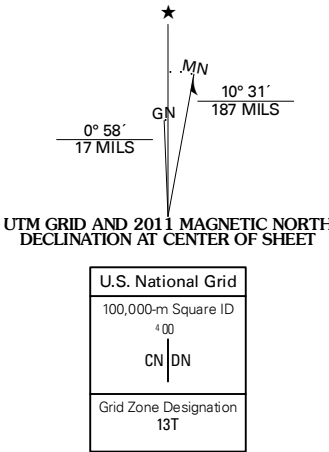 ★
MN
GN
10° 31´
187 MILS
0° 58´
17 MILS
UTM GRID AND 2011 MAGNETIC NORTH
DECLINATION AT CENTER OF SHEET
U.S. National Grid
100,000-m Square ID
⁴00
CN DN
Grid Zone Designation
13T